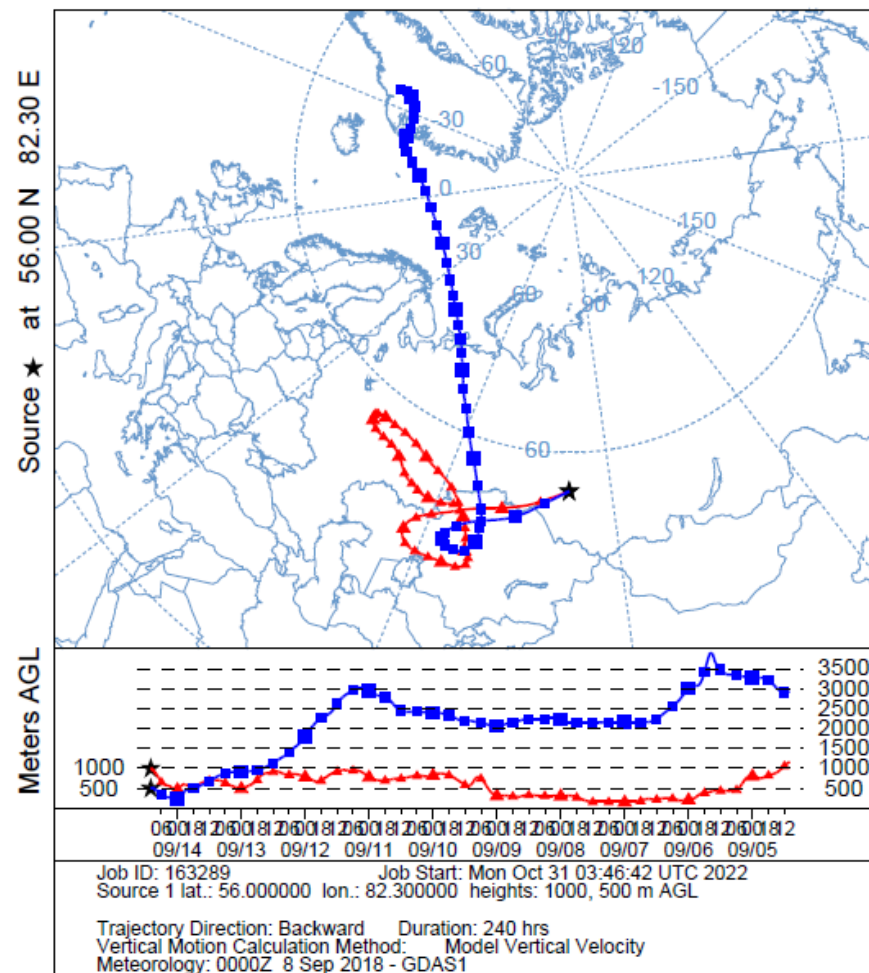 Source ★ at 56.00 N 82.30 E
-120
-60
-150
-30
0
150
30
120
60
90
60
Meters AGL
3500
3000
2500
2000
1500
1000 1000
500 500
09/14 09/13 09/12 09/11 09/10 09/09 09/08 09/07 09/06 09/05
Job ID: 163289 Job Start: Mon Oct 31 03:46:42 UTC 2022
Source 1 lat.: 56.000000 lon.: 82.300000 heights: 1000, 500 m AGL
Trajectory Direction: Backward Duration: 240 hrs
Vertical Motion Calculation Method: Model Vertical Velocity
Meteorology: 0000Z 8 Sep 2018 - GDAS1